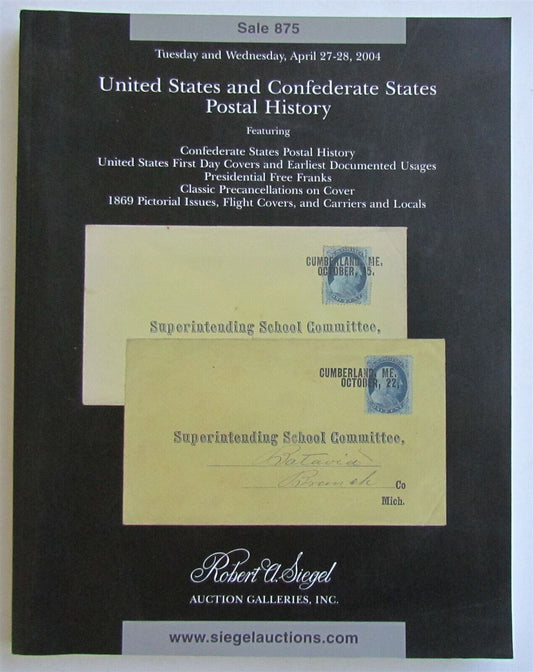 Sale 875
Tuesday and Wednesday, April 27-28, 2004
United States and Confederate States
Postal History
Featuring
Confederate States Postal History
United States First Day Covers and Earliest Documented Usages
Presidential Free Franks
Classic Precancellations on Cover
1869 Pictorial Issues, Flight Covers, and Carriers and Locals
CUMBERLAND, ME.
OCTOBER, 15.
Superintending School Committee,
CUMBERLAND, ME.
OCTOBER, 22,
Superintending School Committee,
Batavia
Branch Co
Mich.
Robert A. Siegel
AUCTION GALLERIES, INC.
www.siegelauctions.com